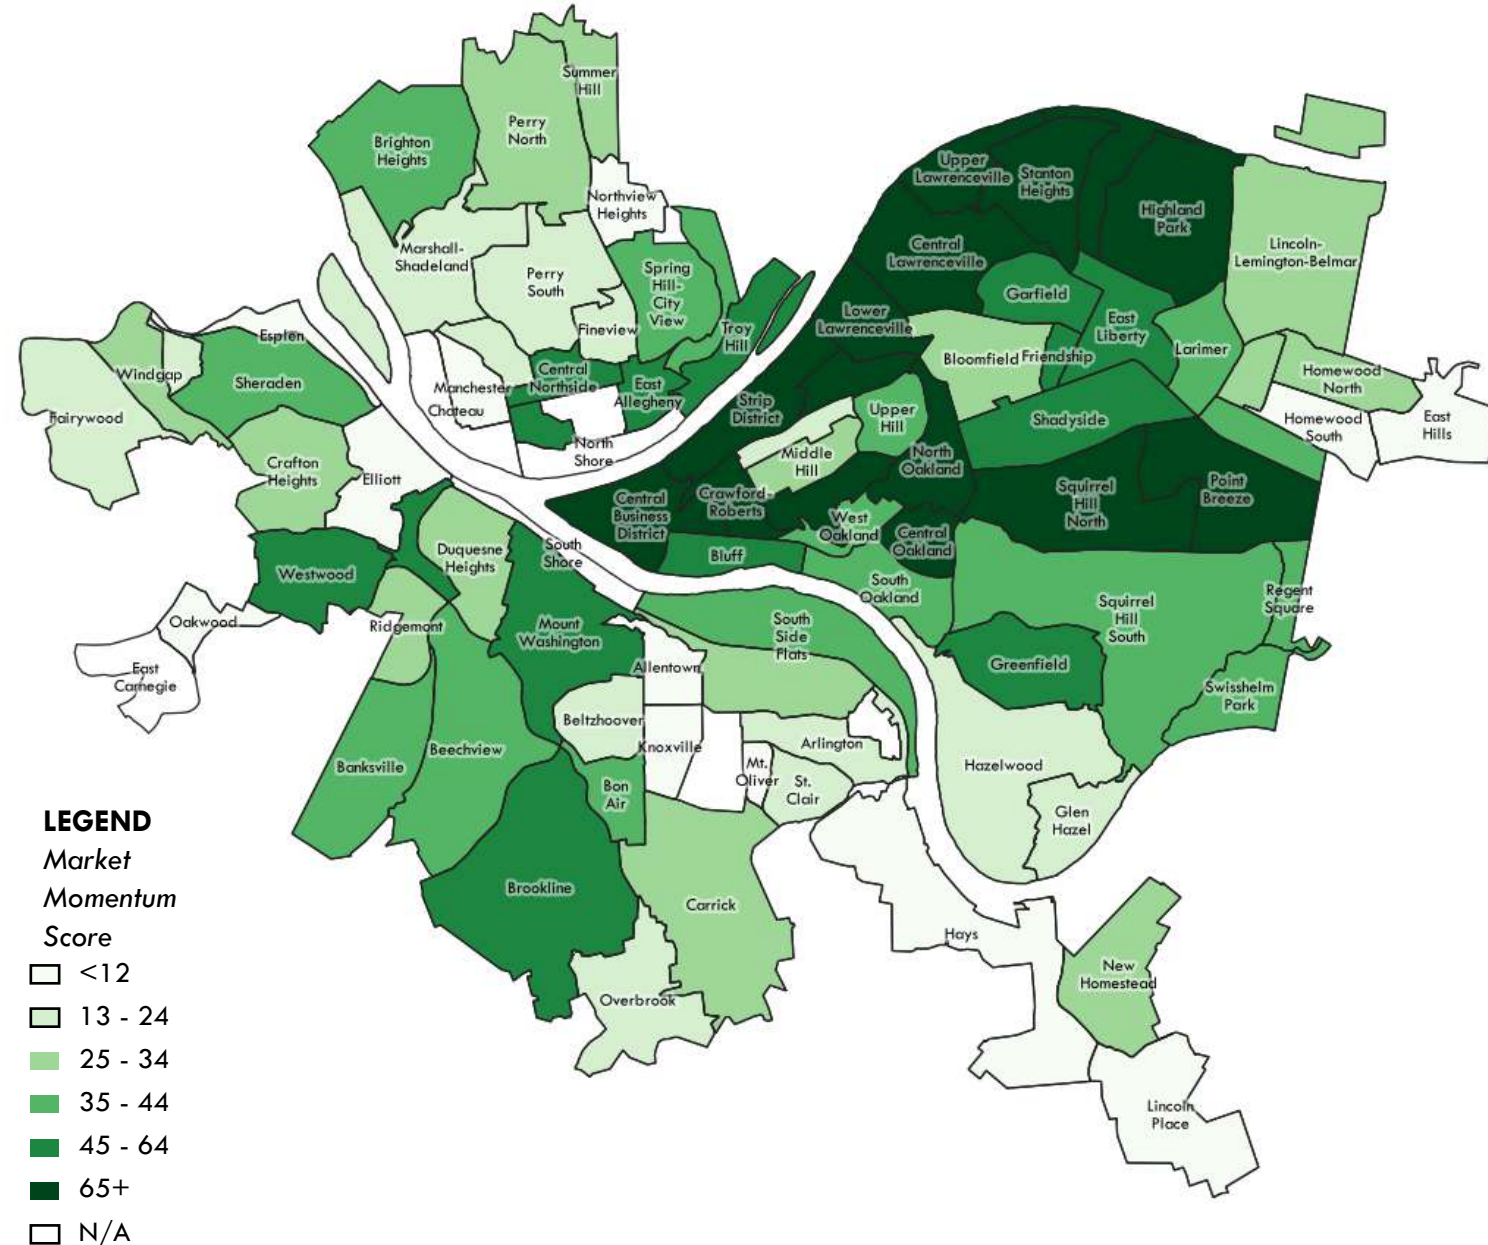 Summer
Hill
Perry
North
Brighton
Heights
Northview
Heights
Marshall-
Shadeland
Perry
South
Spring
Hill-
City
View
Fineview
Troy
Hill
Esplen
Windgap
Sheraden
Fairywood
Manchester
Chateau
Central
Northside
East
Allegheny
North
Shore
Crafton
Heights
Elliott
Upper
Lawrenceville
Stanton
Heights
Highland
Park
Lincoln-
Lemington-Belmar
Central
Lawrenceville
Garfield
Lower
Lawrenceville
East
Liberty
Larimer
Bloomfield
Friendship
Homewood
North
Homewood
South
East
Hills
Strip
District
Upper
Hill
Shadyside
Middle
Hill
North
Oakland
Central
Business
District
Crawford-
Roberts
West
Oakland
Central
Oakland
Squirrel
Hill
North
Point
Breeze
Bluff
South
Shore
Duquesne
Heights
Westwood
South
Oakland
Squirrel
Hill
South
Regent
Square
Oakwood
Ridgemont
Mount
Washington
South
Side
Flats
Greenfield
East
Carnegie
Allentown
Swisshelm
Park
Beltzhoover
Knoxville
Arlington
Banksville
Beechview
Bon
Air
Mt.
Oliver
St.
Clair
Hazelwood
Glen
Hazel
Brookline
Carrick
Hays
Overbrook
New
Homestead
Lincoln
Place
LEGEND
Market
Momentum
Score
<12
13 - 24
25 - 34
35 - 44
45 - 64
65+
N/A